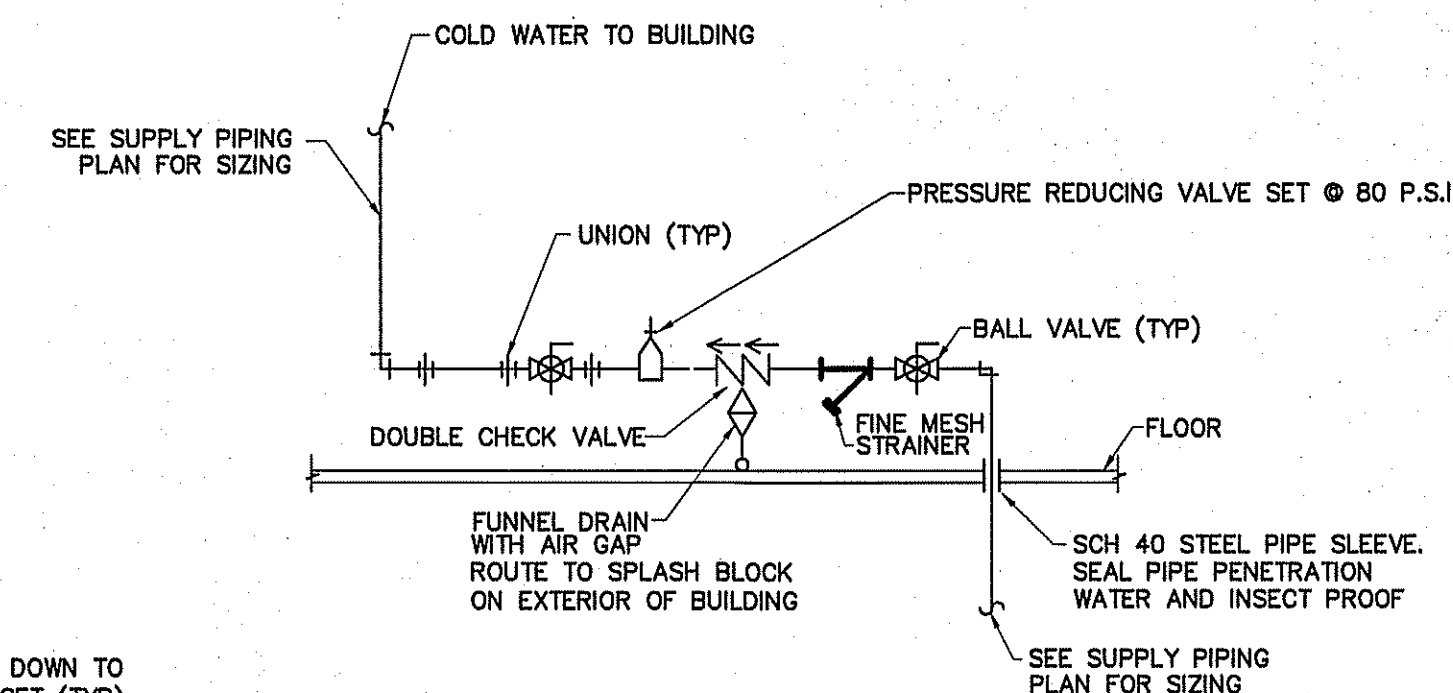 COLD WATER TO BUILDING
SEE SUPPLY PIPING
PLAN FOR SIZING
PRESSURE REDUCING VALVE SET @ 80 P.S.I
UNION (TYP)
BALL VALVE (TYP)
DOUBLE CHECK VALVE
FINE MESH
STRAINER
FLOOR
FUNNEL DRAIN
WITH AIR GAP
ROUTE TO SPLASH BLOCK
ON EXTERIOR OF BUILDING
SCH 40 STEEL PIPE SLEEVE.
SEAL PIPE PENETRATION
WATER AND INSECT PROOF
SEE SUPPLY PIPING
PLAN FOR SIZING
DOWN TO
(TYP)